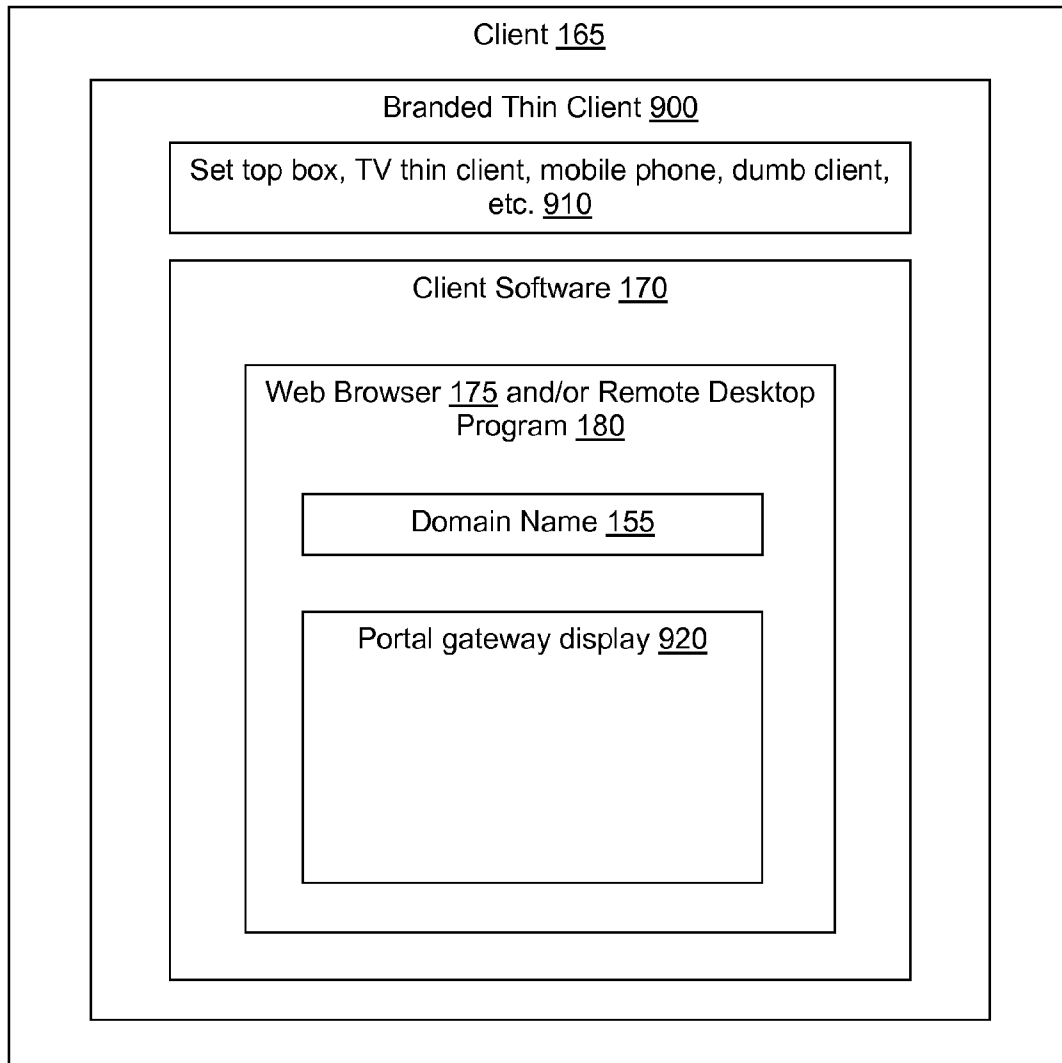 Client 165
Branded Thin Client 900
Set top box, TV thin client, mobile phone, dumb client,
etc. 910
Client Software 170
Web Browser 175 and/or Remote Desktop
Program 180
Domain Name 155
Portal gateway display 920